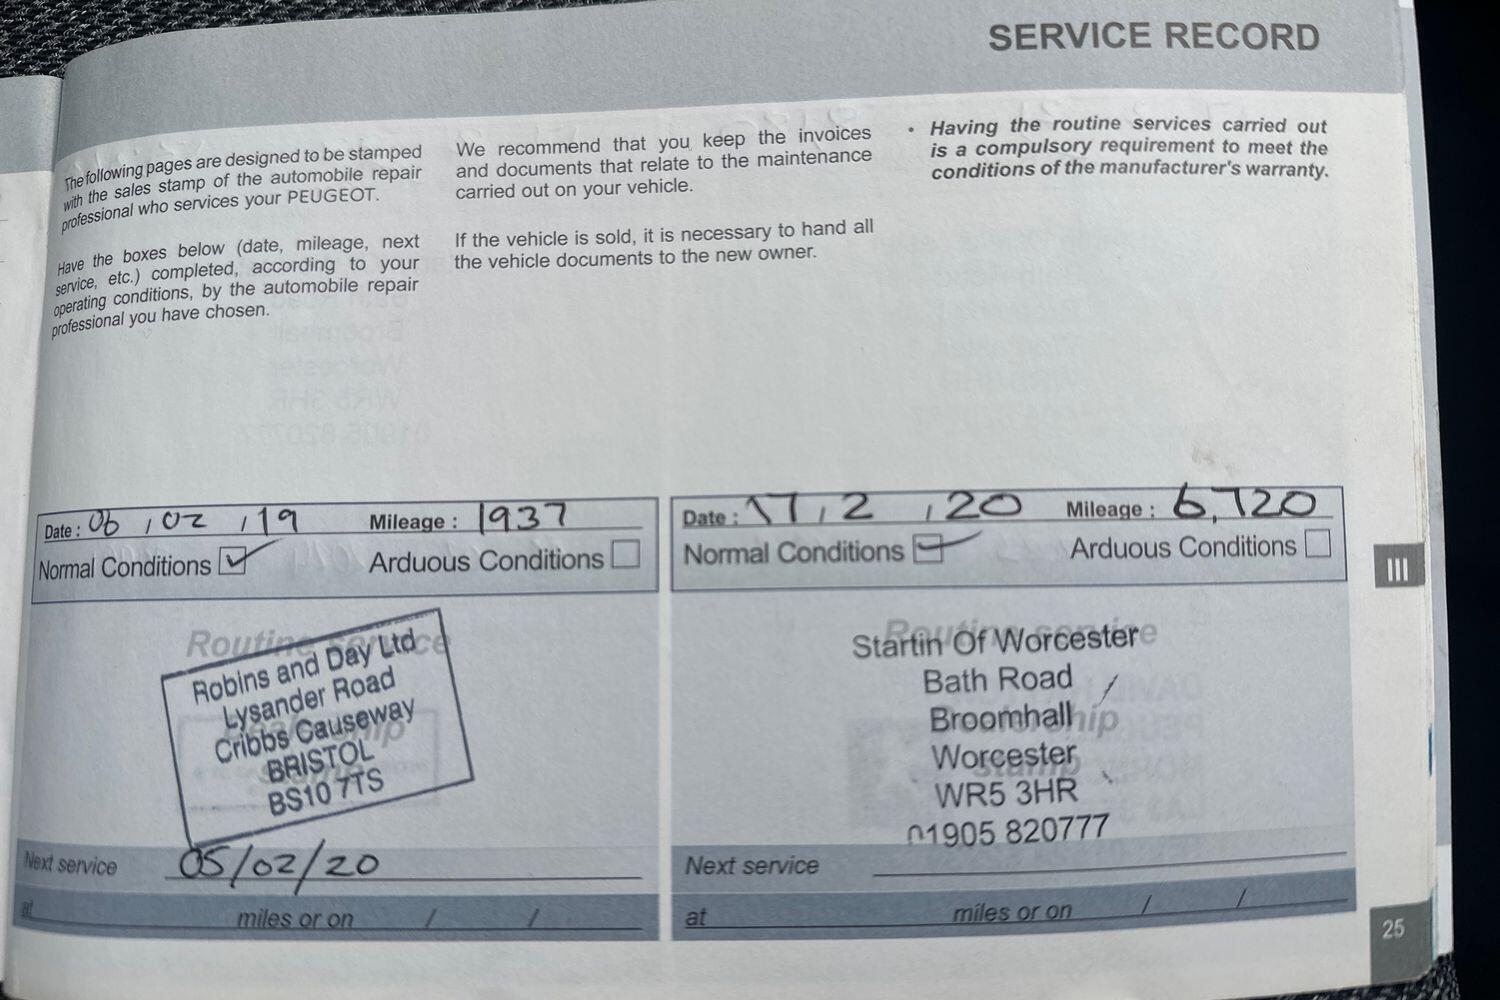 SERVICE RECORD
The following pages are designed to be stamped
with the sales stamp of the automobile repair
professional who services your PEUGEOT.
Have the boxes below (date, mileage, next
service, etc.) completed, according to your
operating conditions, by the automobile repair
professional you have chosen.
We recommend that you keep the invoices
and documents that relate to the maintenance
carried out on your vehicle.
If the vehicle is sold, it is necessary to hand all
the vehicle documents to the new owner.
• Having the routine services carried out
is a compulsory requirement to meet the
conditions of the manufacturer's warranty.
Date : 06 / 02 / 19 Mileage : 1937
Normal Conditions Arduous Conditions
Routine service
Robins and Day Ltd
Lysander Road
Cribbs Causeway
BRISTOL
BS10 7TS
Next service 05/02/20
at miles or on / /
Date : 17 / 2 / 20 Mileage : 6,720
Normal Conditions Arduous Conditions
Routine service
Startin Of Worcester
Bath Road
Broomhall
Worcester
stamp
WR5 3HR
01905 820777
Next service
at miles or on / /
III
25